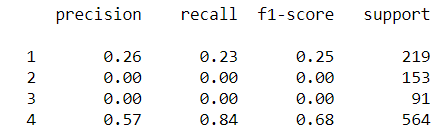 precision recall f1-score support
1 0.26 0.23 0.25 219
2 0.00 0.00 0.00 153
3 0.00 0.00 0.00 91
4 0.57 0.84 0.68 564